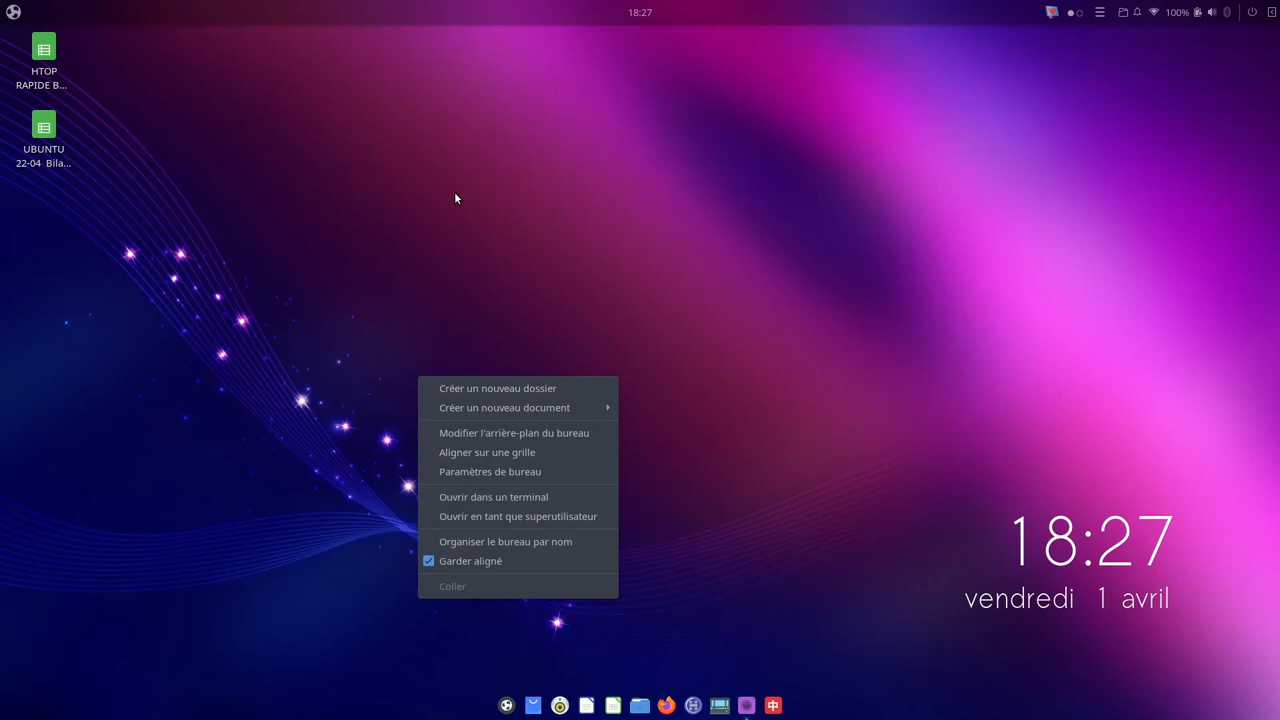 18:27
100%
HTOP
RAPIDE B...
UBUNTU
22-04 Bila...
Créer un nouveau dossier
Créer un nouveau document
Modifier l'arrière-plan du bureau
Aligner sur une grille
Paramètres de bureau
Ouvrir dans un terminal
Ouvrir en tant que superutilisateur
Organiser le bureau par nom
Garder aligné
Coller
18:27
vendredi 1 avril
中